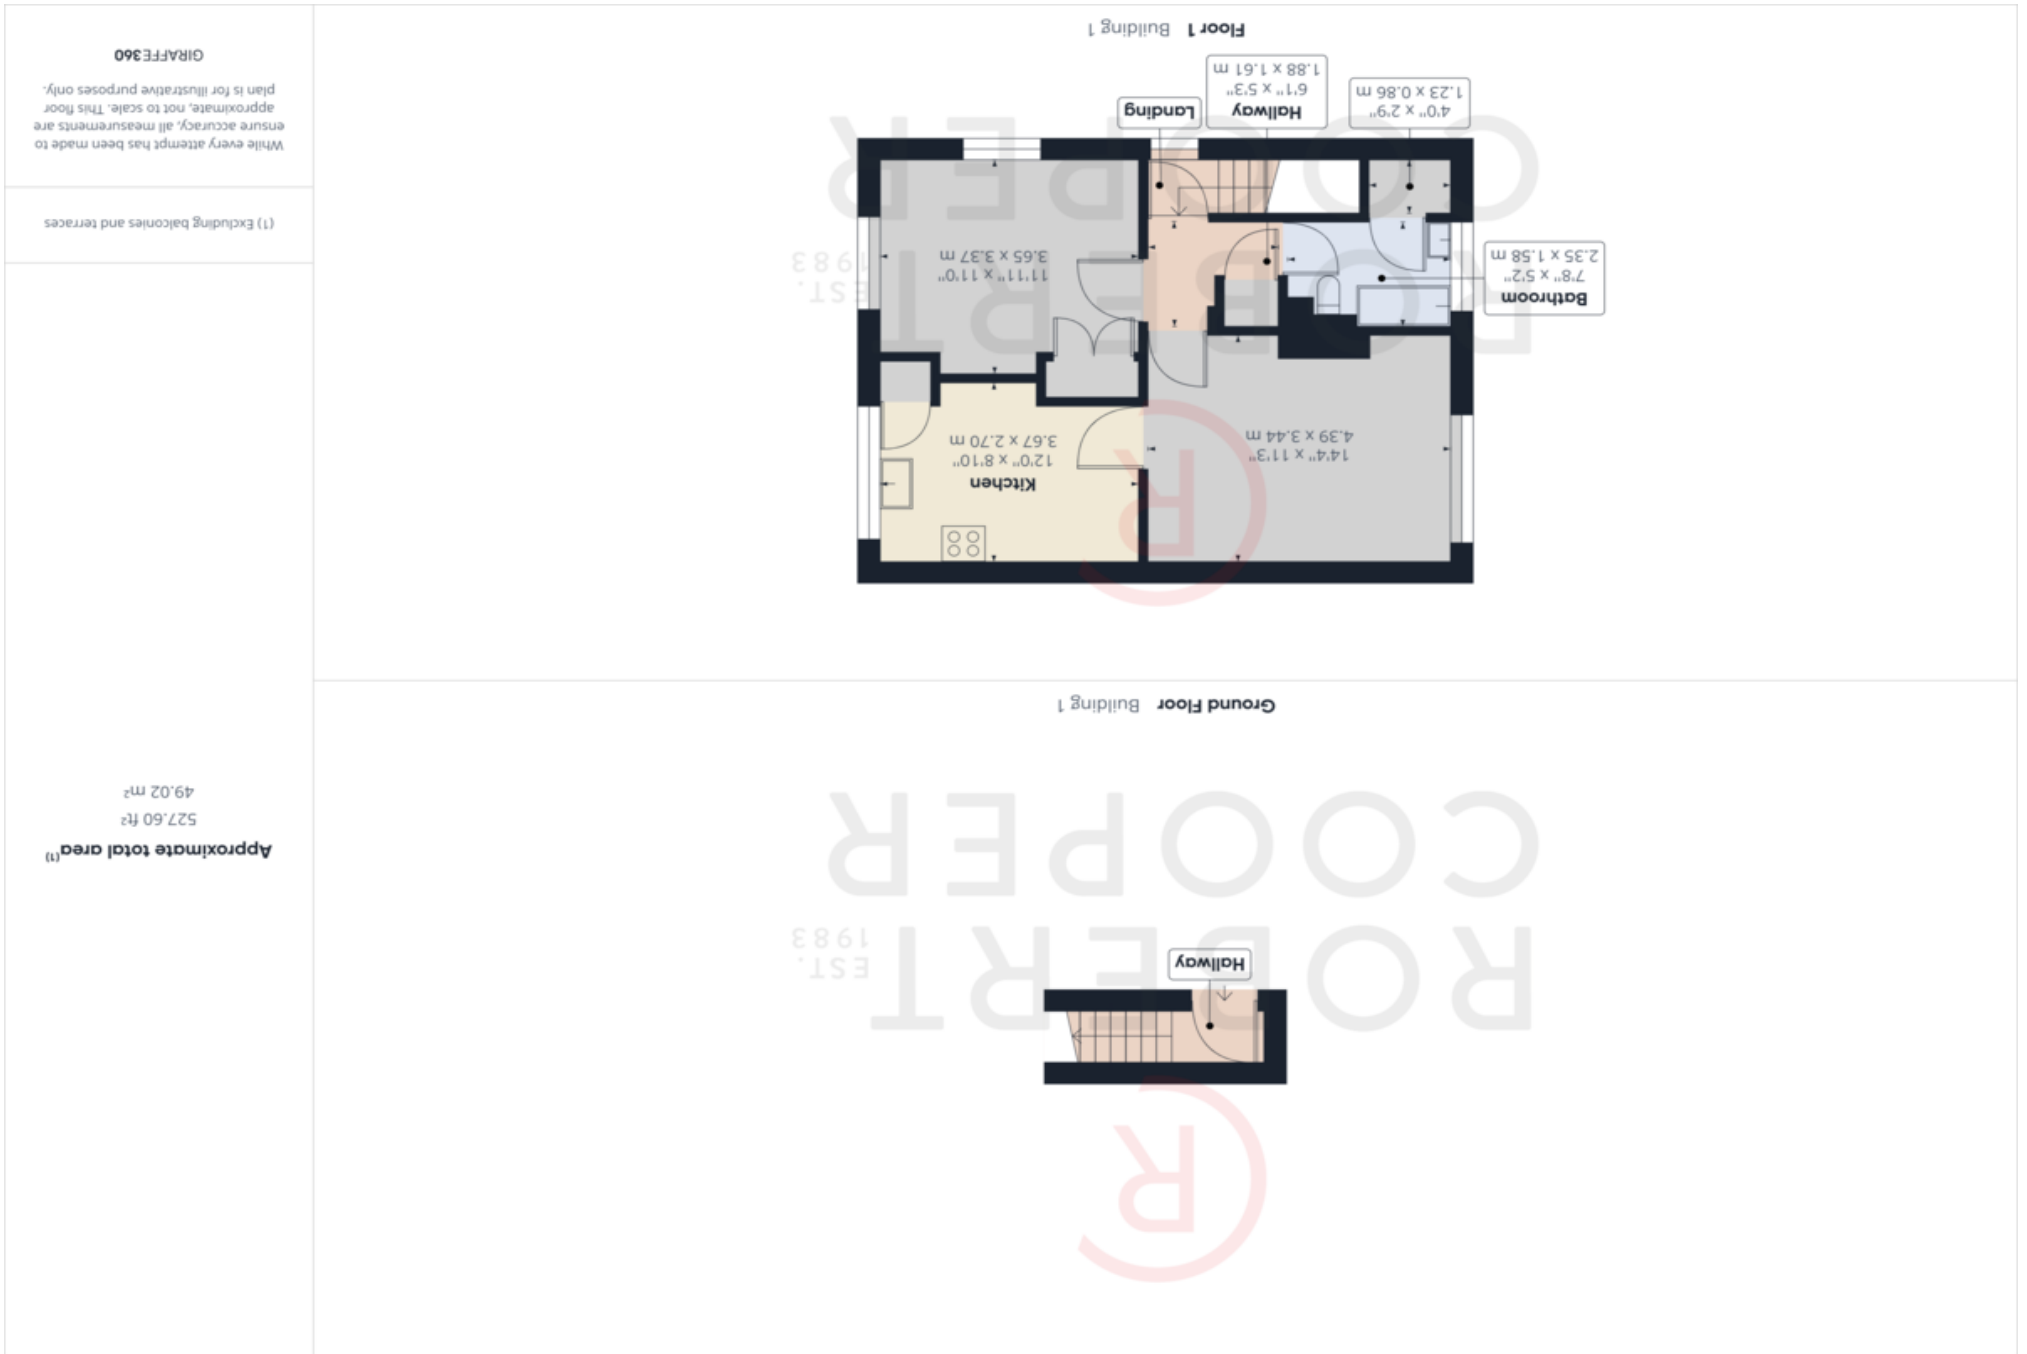 Hallway
Ground Floor Building 1
Kitchen
12'0" x 8'10"
3.67 x 2.70 m
14'4" x 11'3"
4.39 x 3.44 m
11'11" x 11'0"
3.65 x 3.37 m
Bathroom
7'8" x 5'2"
2.35 x 1.58 m
Landing
Hallway
6'1" x 5'3"
1.88 x 1.61 m
4'0" x 2'9"
1.23 x 0.86 m
Floor 1 Building 1
R
ROBERT
COOPER
EST.
1983
R
ROBERT
COOPER
EST.
1983
Approximate total area(1)
527.60 ft²
49.02 m²
(1) Excluding balconies and terraces
While every attempt has been made to
ensure accuracy, all measurements are
approximate, not to scale. This floor
plan is for illustrative purposes only.
GIRAFFE360